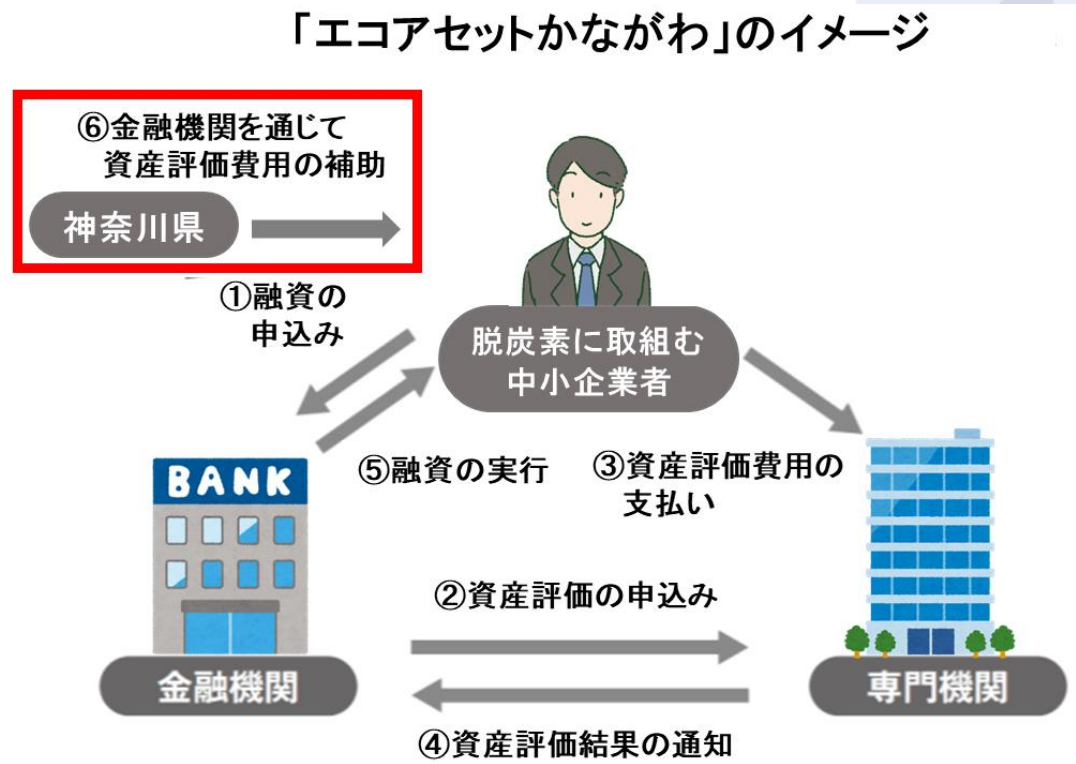 「エコアセットかながわ」のイメージ
⑥金融機関を通じて
資産評価費用の補助
神奈川県
①融資の
申込み
脱炭素に取組む
中小企業者
⑤融資の実行
③資産評価費用の
支払い
BANK
②資産評価の申込み
金融機関
専門機関
④資産評価結果の通知